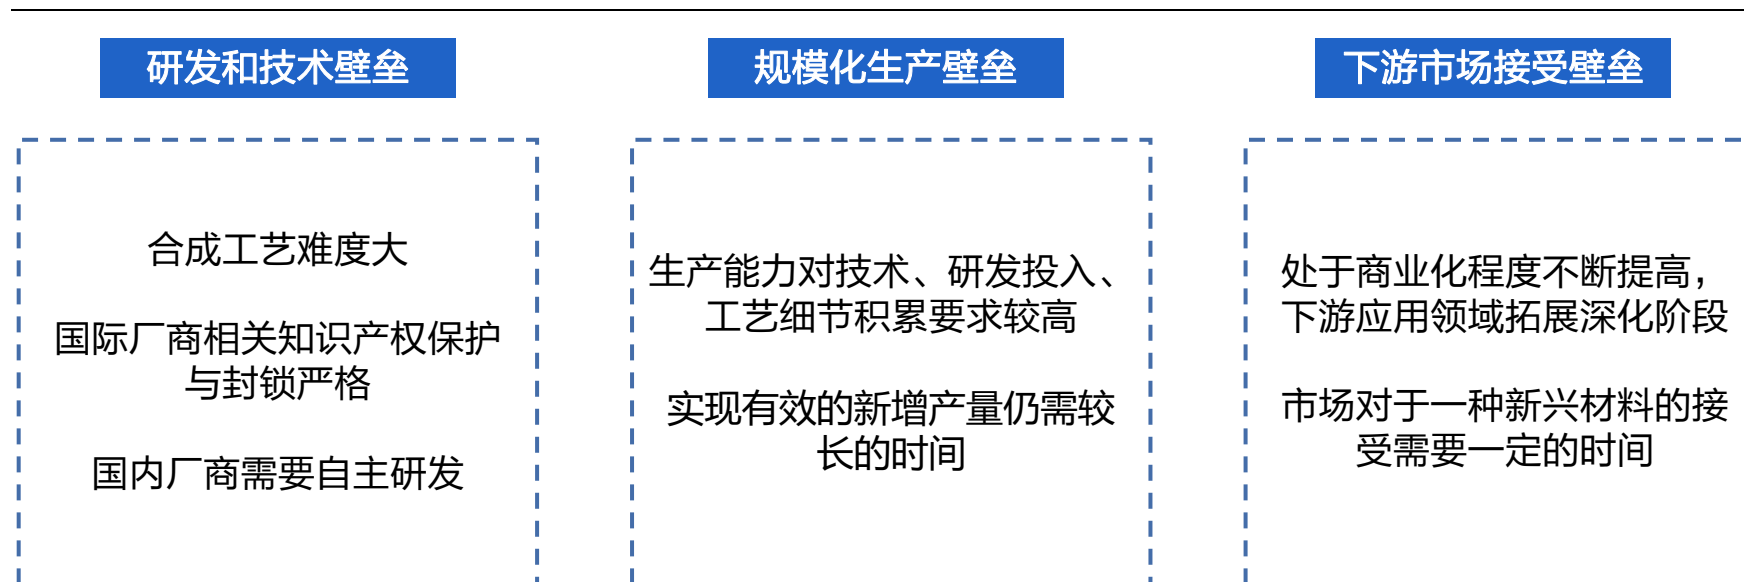 研发和技术壁垒
合成工艺难度大
国际厂商相关知识产权保护
与封锁严格
国内厂商需要自主研发
规模化生产壁垒
生产能力对技术、研发投入、
工艺细节积累要求较高
实现有效的新增产量仍需较
长的时间
下游市场接受壁垒
处于商业化程度不断提高，
下游应用领域拓展深化阶段
市场对于一种新兴材料的接
受需要一定的时间